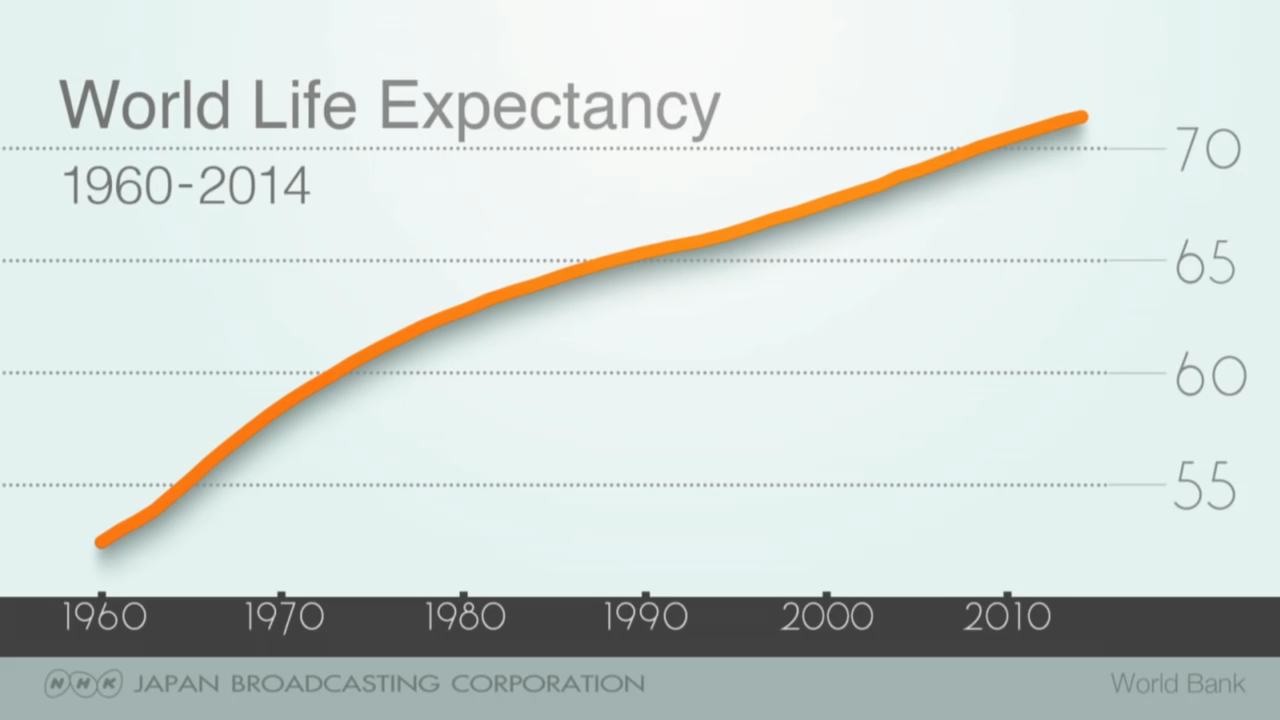 World Life Expectancy
1960-2014
70
65
60
55
1960 1970 1980 1990 2000 2010
NHK JAPAN BROADCASTING CORPORATION World Bank